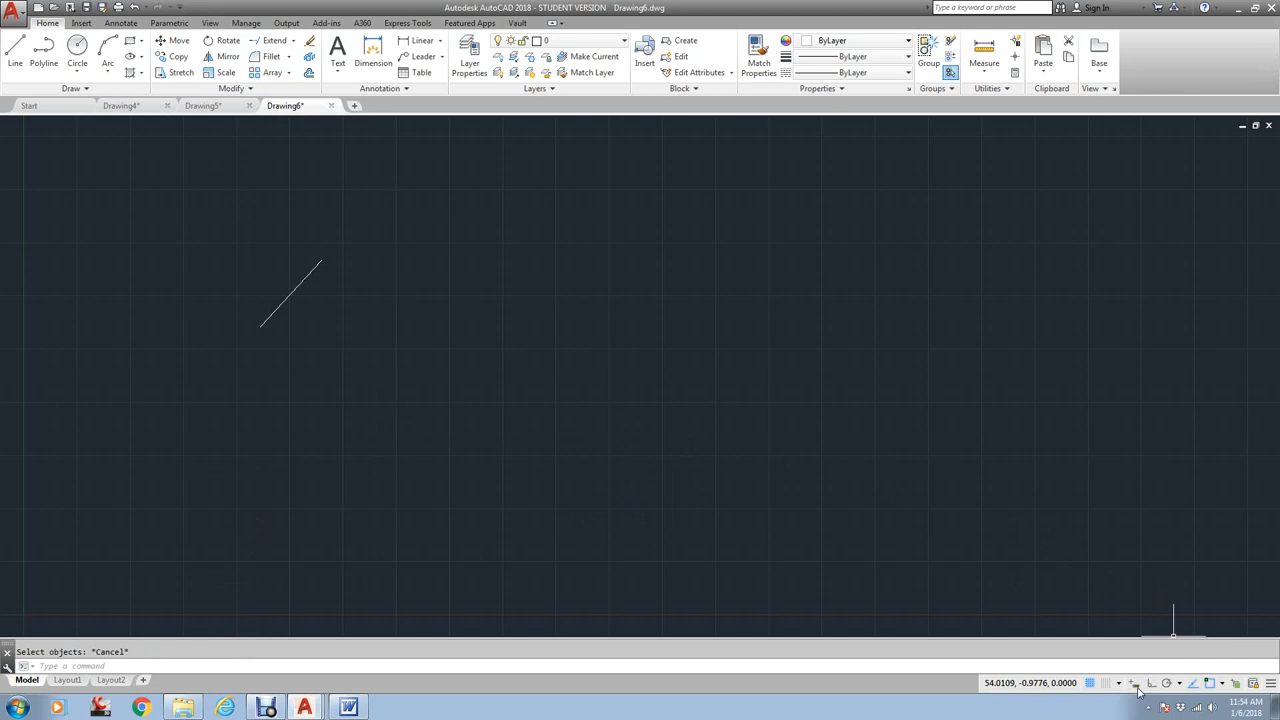 Autodesk AutoCAD 2018 - STUDENT VERSION Drawing6.dwg
Type a keyword or phrase
Sign In
Home Insert Annotate Parametric View Manage Output Add-ins A360 Express Tools Featured Apps Vault
Line Polyline Circle Arc
Move Rotate Extend
Copy Mirror Fillet
Stretch Scale Array
Text Dimension
Linear
Leader
Table
Layer Properties
0
Make Current
Match Layer
Insert
Create
Edit
Edit Attributes
Match Properties
ByLayer
ByLayer
ByLayer
Group
Measure
Paste
Base
Draw Modify Annotation Layers Block Properties Groups Utilities Clipboard View
Start Drawing4* Drawing5* Drawing6*
Select objects: *Cancel*
Type a command
Model Layout1 Layout2
54.0109, -0.9776, 0.0000
11:54 AM
1/6/2018